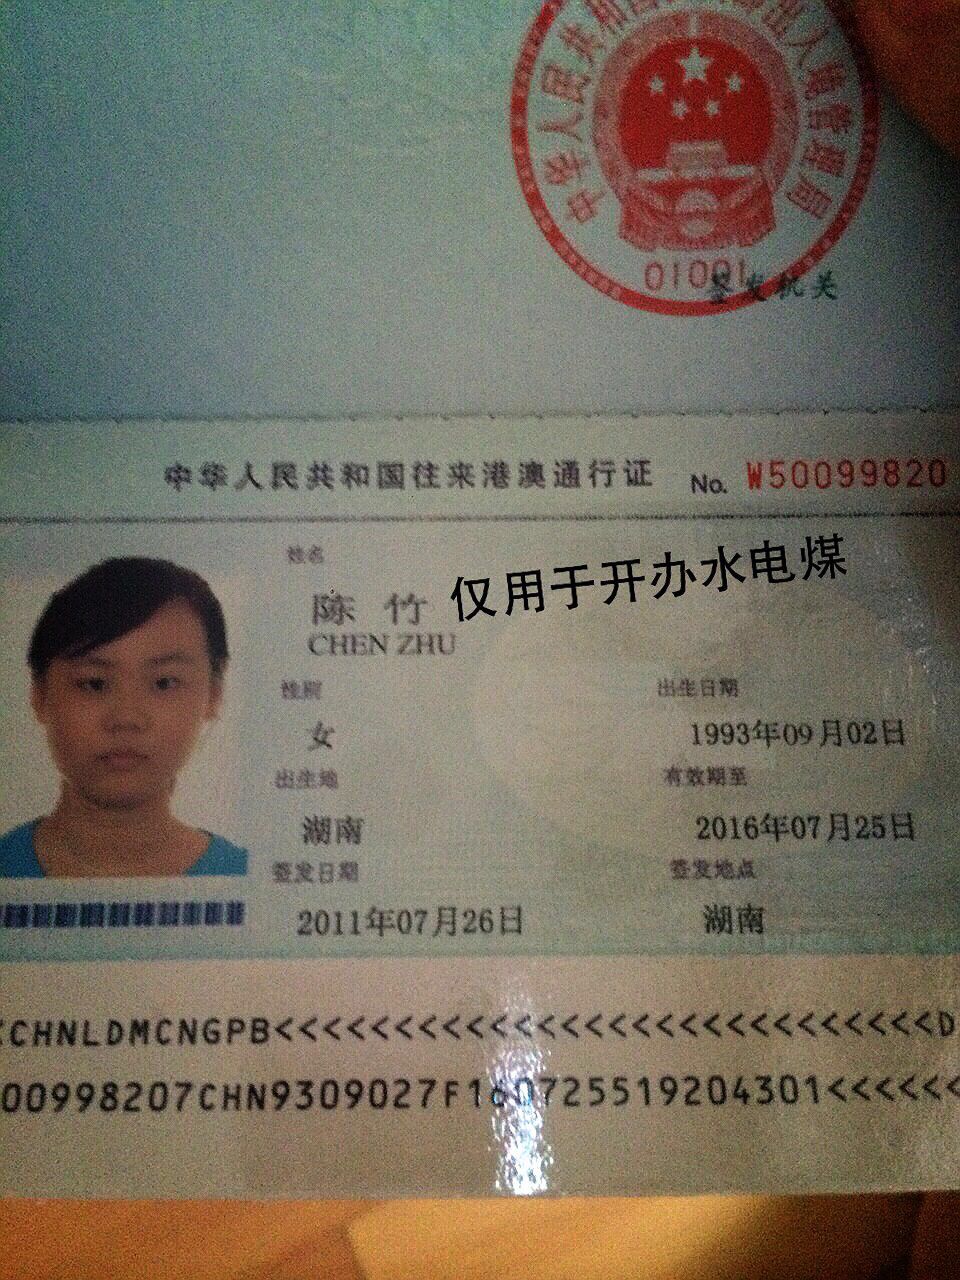 中华人民共和国
出入境管理局
01001
签发机关
中华人民共和国往来港澳通行证 No. W50099820
姓名
陈竹 仅用于开办水电煤
CHEN ZHU
性别 出生日期
女 1993年09月02日
出生地 有效期至
湖南 2016年07月25日
签发日期 签发地点
2011年07月26日 湖南
<CHNLDMCNGPB<<<<<<<<<<<<<<<<<<<<<<<<<<<<D
00998207CHN9309027F160725519204301<<<<<<